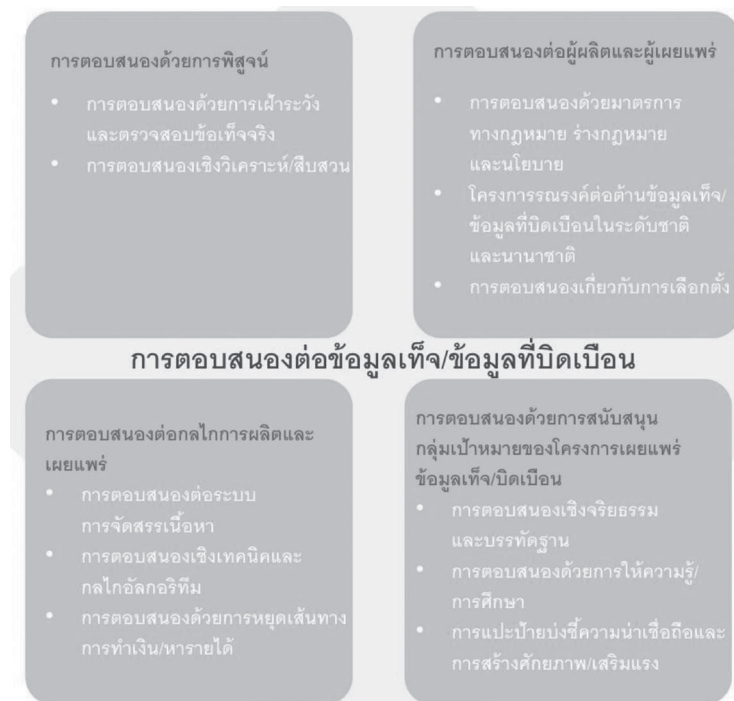 การตอบสนองด้วยการพิสูจน์
• การตอบสนองด้วยการเฝ้าระวัง
และตรวจสอบข้อเท็จจริง
• การตอบสนองเชิงวิเคราะห์/สืบสวน
การตอบสนองต่อผู้ผลิตและผู้เผยแพร่
• การตอบสนองด้วยมาตรการ
ทางกฎหมาย ร่างกฎหมาย
และนโยบาย
• โครงการรณรงค์ต่อต้านข้อมูลเท็จ/
ข้อมูลที่บิดเบือนในระดับชาติ
และนานาชาติ
• การตอบสนองเกี่ยวกับการเลือกตั้ง
การตอบสนองต่อข้อมูลเท็จ/ข้อมูลที่บิดเบือน
การตอบสนองต่อกลไกการผลิตและ
เผยแพร่
• การตอบสนองต่อระบบ
การจัดสรรเนื้อหา
• การตอบสนองเชิงเทคนิคและ
กลไกอัลกอริทึม
• การตอบสนองด้วยการหยุดเส้นทาง
การทำเงิน/หารายได้
การตอบสนองด้วยการสนับสนุน
กลุ่มเป้าหมายของโครงการเผยแพร่
ข้อมูลเท็จ/บิดเบือน
• การตอบสนองเชิงจริยธรรม
และบรรทัดฐาน
• การตอบสนองด้วยการให้ความรู้/
การศึกษา
• การแปะป้ายบ่งชี้ความน่าเชื่อถือและ
การสร้างศักยภาพ/เสริมแรง